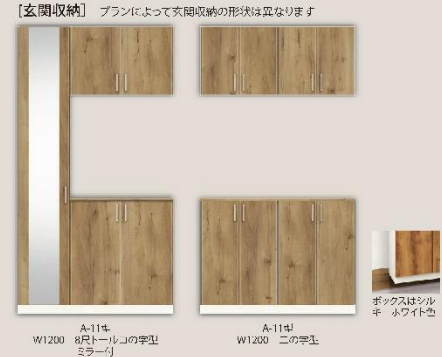 [玄関収納] プランによって玄関収納の形状は異なります
A-11型
W1200 8尺トールコの字型
ミラー付
A-11型
W1200 二の字型
ボックスはシル
キーホワイト色